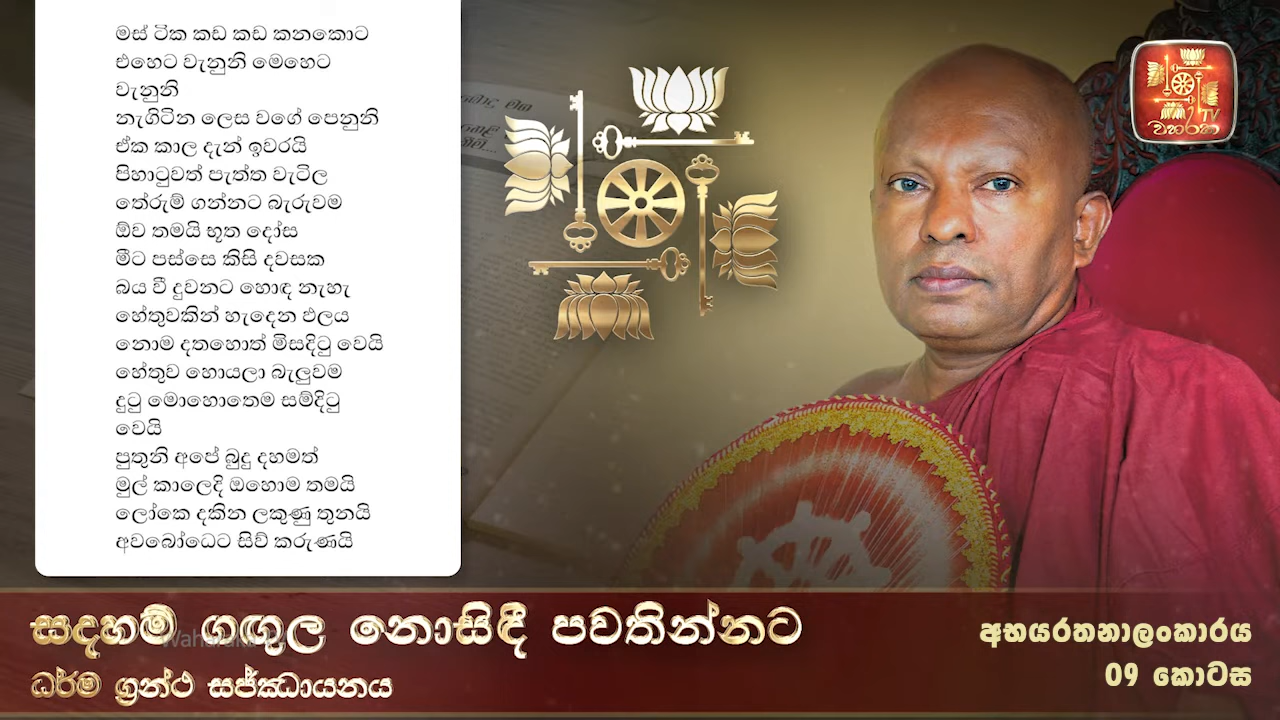 මස් ටික කඩ කඩ කනකොට
එහෙට වැනුනි මෙහෙට
වැනුනි
නැගිටින ලෙස වගේ පෙනුනි
ඒක කාල දැන් ඉවරයි
පිහාටුවත් පැත්ත වැටිල
තේරුම් ගන්නට බැරුවම
ඕව තමයි භූත දෝස
මීට පස්සෙ කිසි දවසක
බය වී දුවනට හොඳ නැහැ
හේතුවකින් හැදෙන ඵලය
නොම දතහොත් මිසදිටු වෙයි
හේතුව හොයලා බැලුවම
දුටු මොහොතෙම සම්දිටු
වෙයි
පුතුනි අපේ බුදු දහමත්
මුල් කාලෙදි ඔහොම තමයි
ලෝකෙ දකින ලකුණු තුනයි
අවබෝධෙට සිව් කරුණයි
TV
වහරක
සදහම් ගඟුල නොසිඳී පවතින්නට
ධර්ම ග්‍රන්ථ සජ්ඣායනය
අභයරතනාලංකාරය
09 කොටස